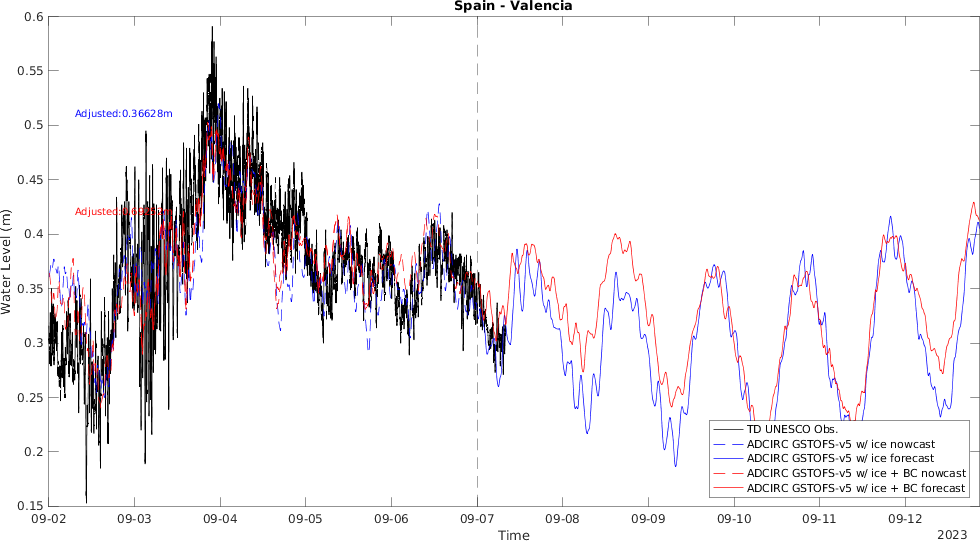 Spain - Valencia
0.6
0.55
0.5
0.45
0.4
0.35
0.3
0.25
0.2
0.15
Water Level (m)
Adjusted:0.36628m
09-02
09-03
09-04
09-05
09-06
09-07
09-08
09-09
09-10
09-11
09-12
Time
2023
TD UNESCO Obs.
ADCIRC GSTOFS-v5 w/ ice nowcast
ADCIRC GSTOFS-v5 w/ ice forecast
ADCIRC GSTOFS-v5 w/ ice + BC nowcast
ADCIRC GSTOFS-v5 w/ ice + BC forecast